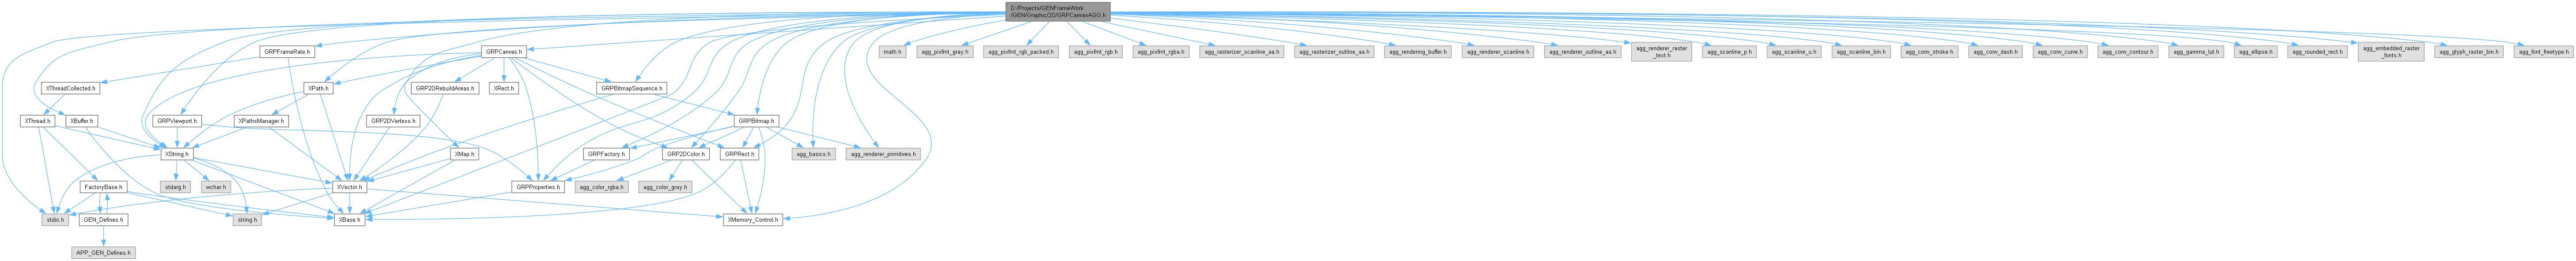 D:/Projects/GENFrameWork
/GEN/Graphic/2D/GRPCanvasAGG.h
GRPFrameRate.h
GRPCanvas.h
math.h
agg_pixfmt_gray.h
agg_pixfmt_rgb_packed.h
agg_pixfmt_rgb.h
agg_pixfmt_rgba.h
agg_rasterizer_scanline_aa.h
agg_rasterizer_outline_aa.h
agg_rendering_buffer.h
agg_renderer_scanline.h
agg_renderer_outline_aa.h
agg_renderer_raster
_text.h
agg_scanline_p.h
agg_scanline_u.h
agg_scanline_bin.h
agg_conv_stroke.h
agg_conv_dash.h
agg_conv_curve.h
agg_conv_contour.h
agg_gamma_lut.h
agg_ellipse.h
agg_rounded_rect.h
agg_embedded_raster
_fonts.h
agg_glyph_raster_bin.h
agg_font_freetype.h
XThreadCollected.h
XPath.h
GRP2DRebuildAreas.h
XRect.h
GRPBitmapSequence.h
XThread.h
XBuffer.h
GRPViewport.h
XPathsManager.h
GRP2DVertexs.h
GRPBitmap.h
XString.h
XMap.h
GRPFactory.h
GRP2DColor.h
GRPRect.h
agg_basics.h
agg_renderer_primitives.h
FactoryBase.h
stdarg.h
wchar.h
XVector.h
GRPProperties.h
agg_color_rgba.h
agg_color_gray.h
stdio.h
GEN_Defines.h
string.h
XBase.h
XMemory_Control.h
APP_GEN_Defines.h